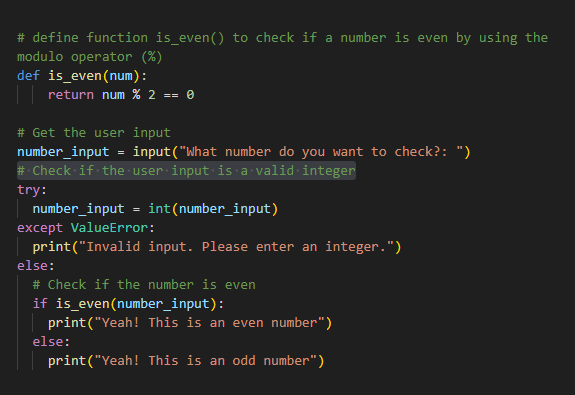 # define function is_even() to check if a number is even by using the
modulo operator (%)
def is_even(num):
    return num % 2 == 0

# Get the user input
number_input = input("What number do you want to check?: ")
# Check if the user input is a valid integer
try:
  number_input = int(number_input)
except ValueError:
  print("Invalid input. Please enter an integer.")
else:
  # Check if the number is even
  if is_even(number_input):
    print("Yeah! This is an even number")
  else:
    print("Yeah! This is an odd number")